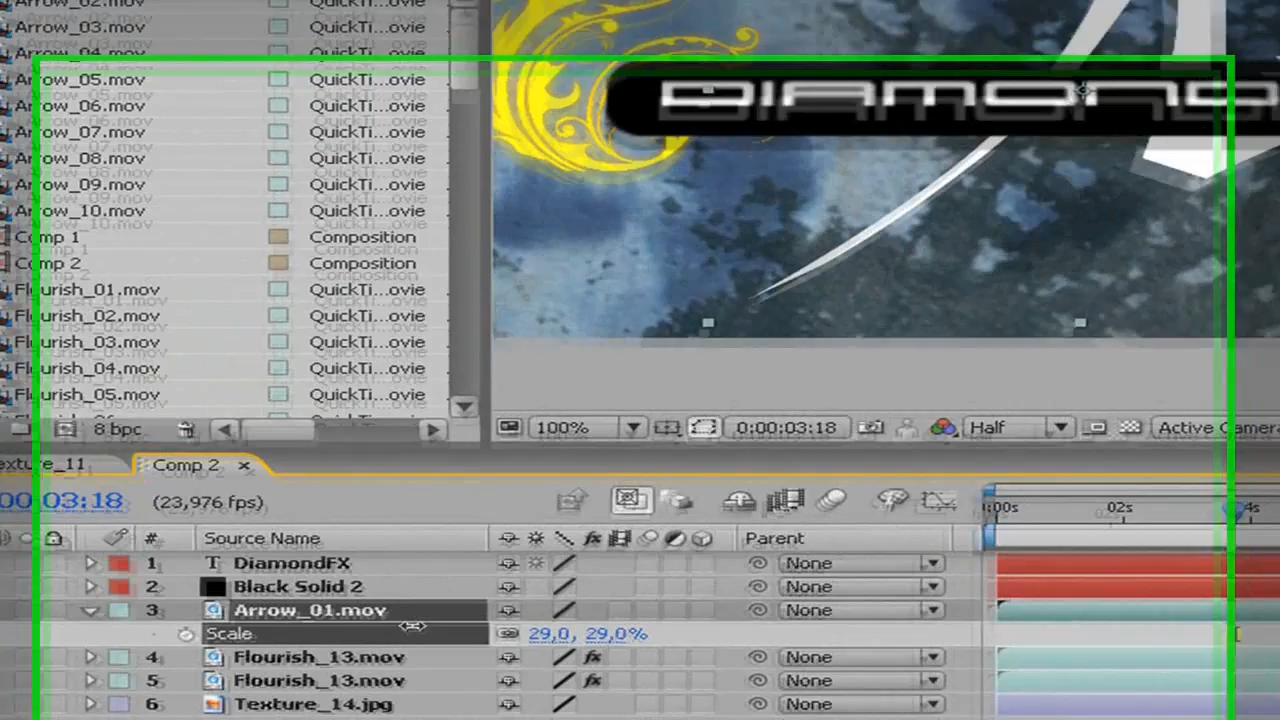 Arrow_02.mov
Arrow_03.mov QuickTi...ovie
Arrow_04.mov QuickTi...ovie
Arrow_05.mov QuickTi...ovie
Arrow_06.mov QuickTi...ovie
Arrow_07.mov QuickTi...ovie
Arrow_08.mov QuickTi...ovie
Arrow_09.mov QuickTi...ovie
Arrow_10.mov QuickTi...ovie
Comp 1 Composition
Comp 2 Composition
Flourish_01.mov QuickTi...ovie
Flourish_02.mov QuickTi...ovie
Flourish_03.mov QuickTi...ovie
Flourish_04.mov QuickTi...ovie
Flourish_05.mov QuickTi...ovie
8 bpc
DIAMOND
100% 0:00:03:18 Half Active Camera
exture_11 Comp 2 ×
00:03:18 (23,976 fps)
:00s 02s 4s
# Source Name fx Parent
1 T DiamondFX None
2 Black Solid 2 None
3 Arrow_01.mov None
Scale 29,0, 29,0%
4 Flourish_13.mov fx None
5 Flourish_13.mov fx None
6 Texture_14.jpg None